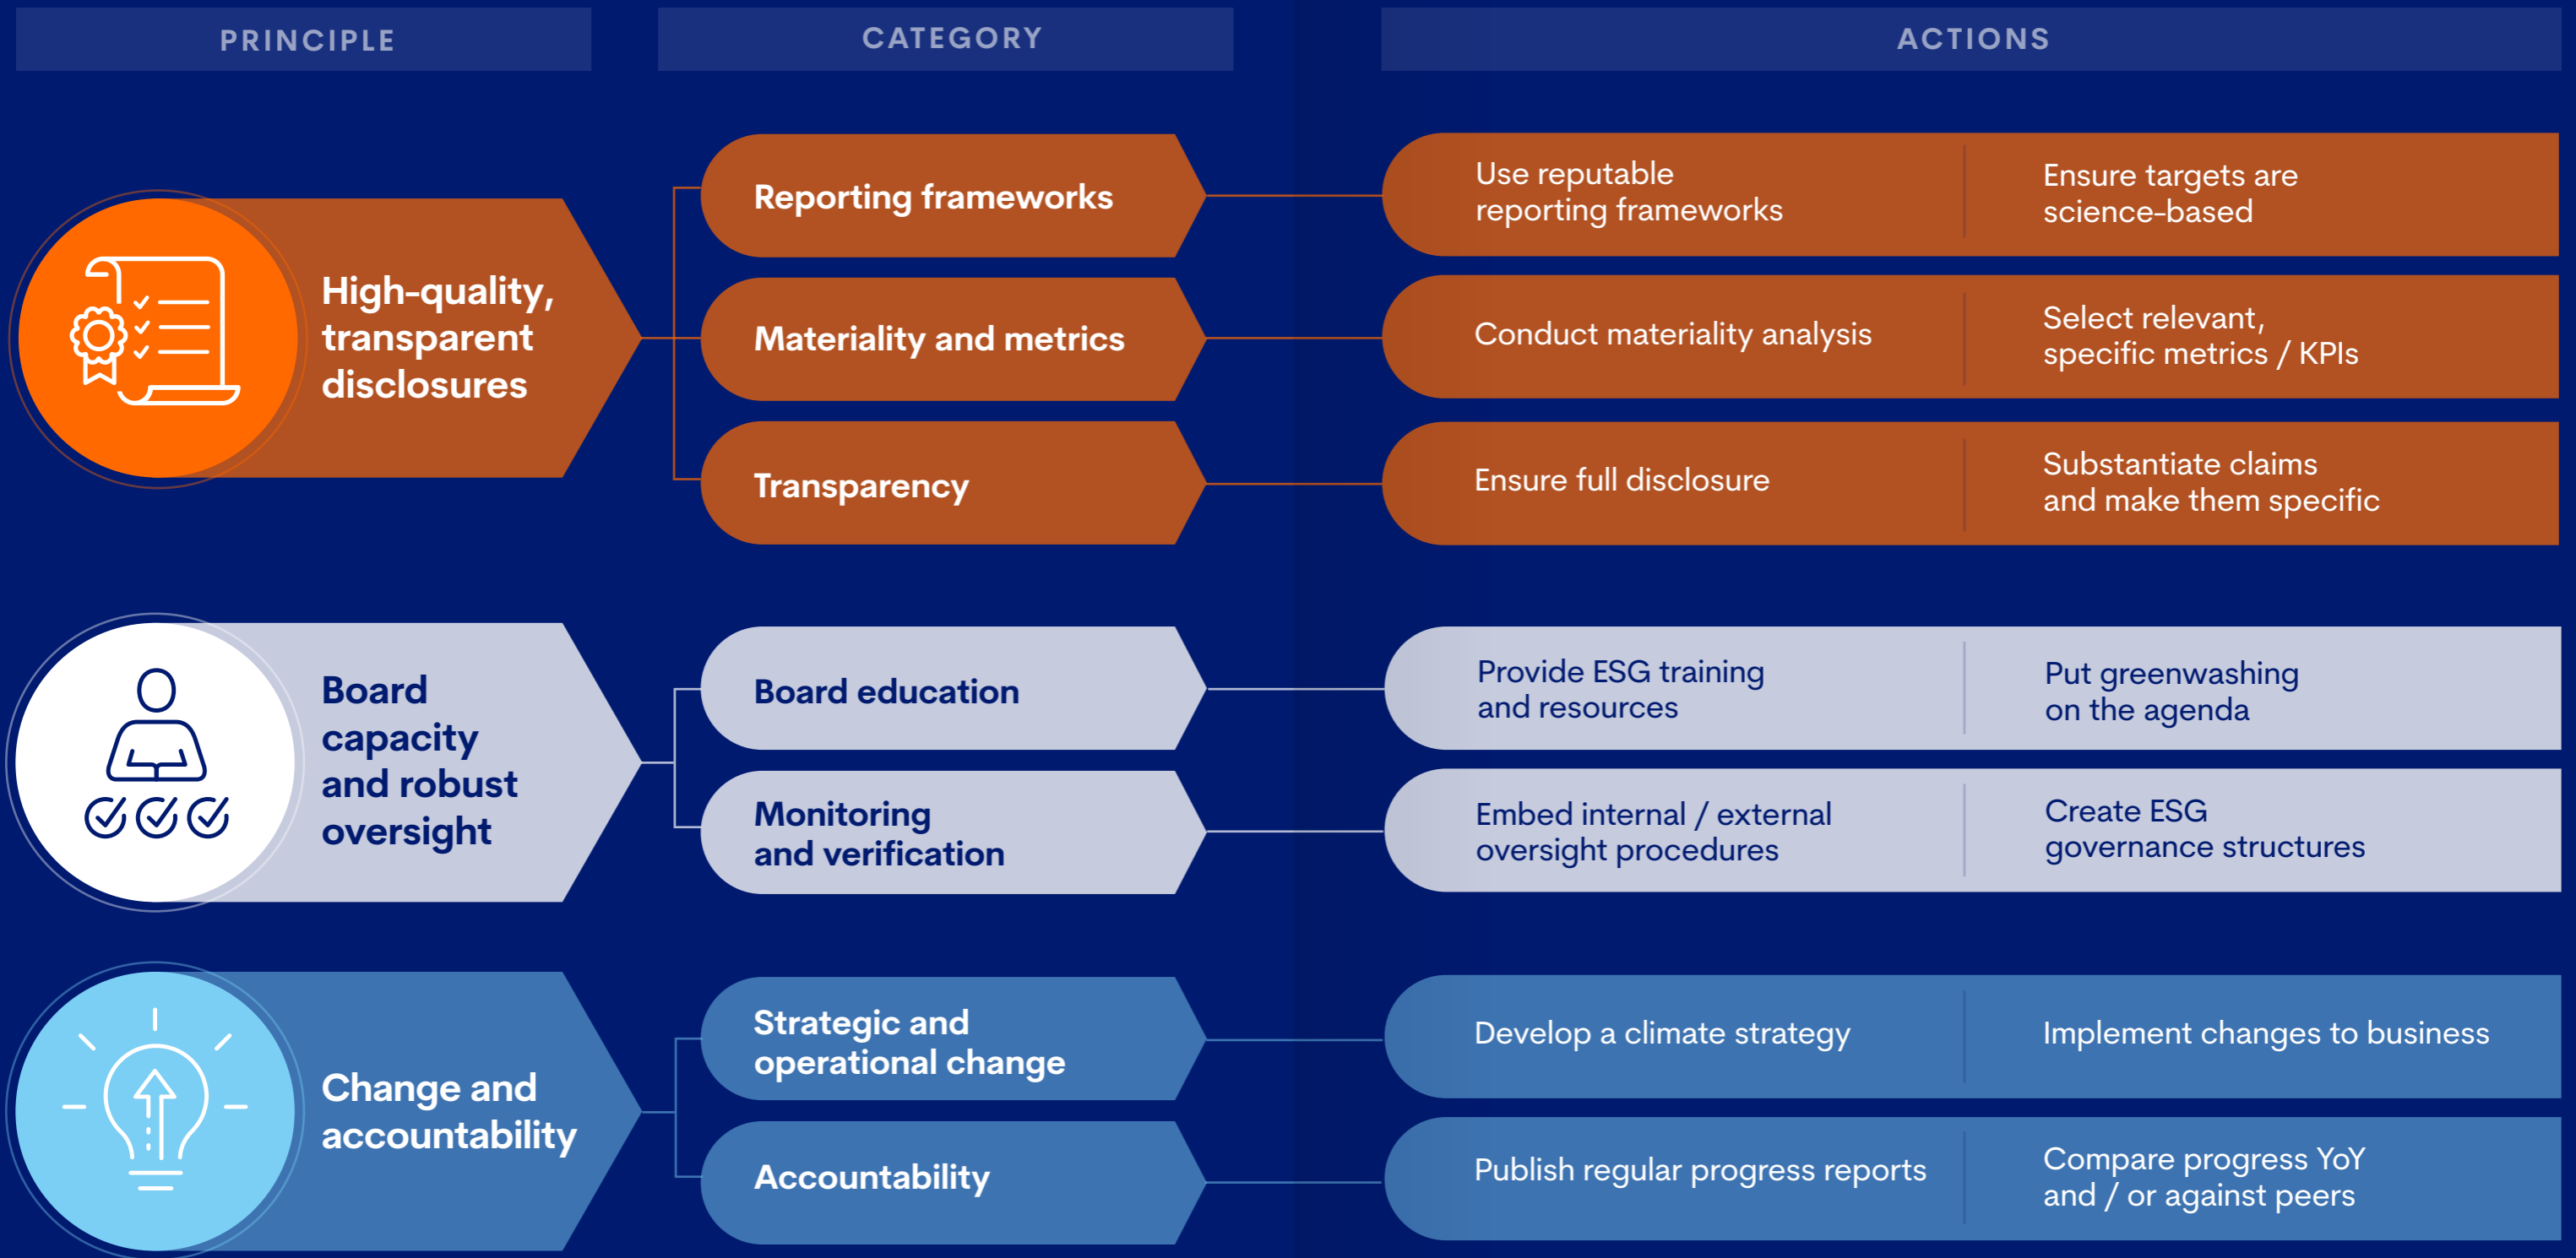 PRINCIPLE
CATEGORY
ACTIONS
High-quality,
transparent
disclosures
Reporting frameworks
Use reputable
reporting frameworks
Ensure targets are
science-based
Materiality and metrics
Conduct materiality analysis
Select relevant,
specific metrics / KPIs
Transparency
Ensure full disclosure
Substantiate claims
and make them specific
Board
capacity
and robust
oversight
Board education
Provide ESG training
and resources
Put greenwashing
on the agenda
Monitoring
and verification
Embed internal / external
oversight procedures
Create ESG
governance structures
Change and
accountability
Strategic and
operational change
Develop a climate strategy
Implement changes to business
Accountability
Publish regular progress reports
Compare progress YoY
and / or against peers